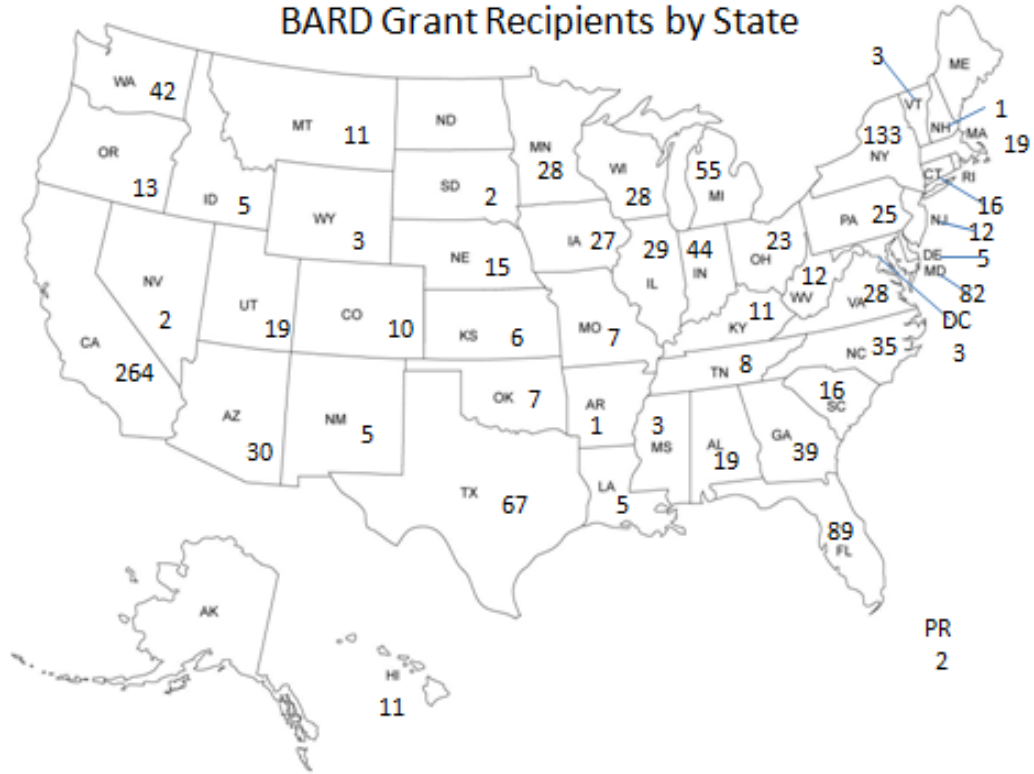 BARD Grant Recipients by State
WA 42
OR 13
ID 5
MT 11
ND
SD 2
WY 3
NE 15
NV 2
UT 19
CO 10
KS 6
CA 264
AZ 30
NM 5
OK 7
TX 67
MN 28
IA 27
MO 7
AR 1
LA 5
WI 28
IL 29
MI 55
IN 44
OH 23
KY 11
TN 8
MS 3
AL 19
GA 39
FL 89
SC 16
NC 35
VA 28
WV 12
PA 25
NY 133
VT 3
NH 1
ME
MA 19
RI
CT 16
NJ 12
DE 5
MD 82
DC 3
AK
HI 11
PR 2